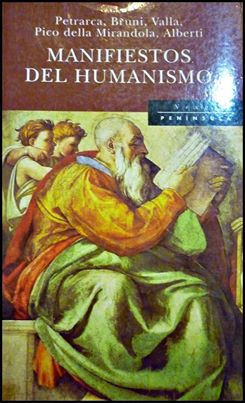 Petrarca, Bruni, Valla,
Pico della Mirandola, Alberti
MANIFIESTOS
DEL HUMANISMO
PENÍNSULA